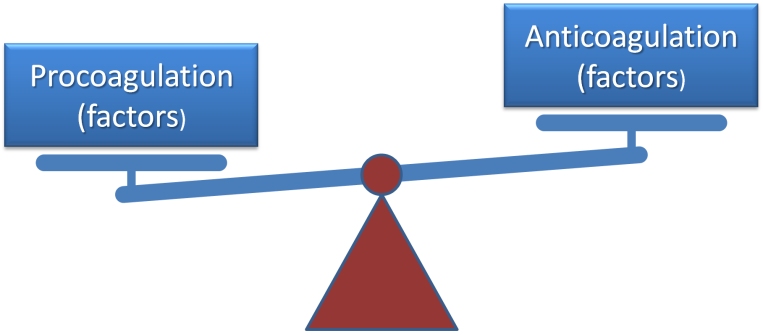 Procoagulation
(factors)
Anticoagulation
(factors)